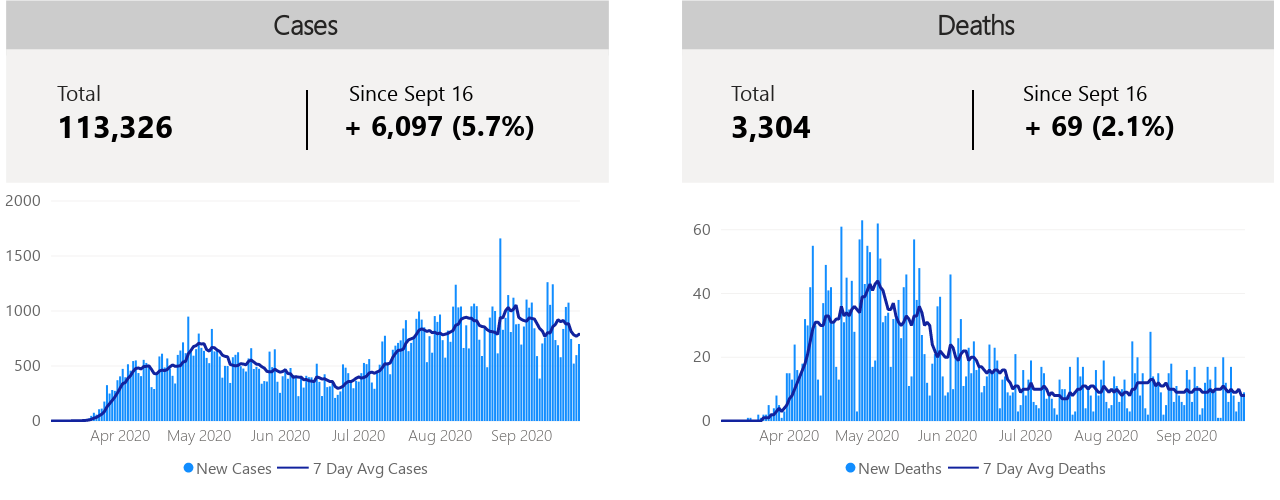 Cases
Total
113,326
Since Sept 16
+ 6,097 (5.7%)
2000
1500
1000
500
0
Apr 2020 May 2020 Jun 2020 Jul 2020 Aug 2020 Sep 2020
New Cases 7 Day Avg Cases
Deaths
Total
3,304
Since Sept 16
+ 69 (2.1%)
60
40
20
0
Apr 2020 May 2020 Jun 2020 Jul 2020 Aug 2020 Sep 2020
New Deaths 7 Day Avg Deaths